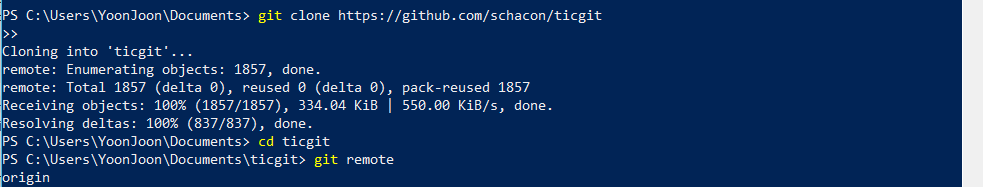 PS C:\Users\YoonJoon\Documents> git clone https://github.com/schacon/ticgit
>>
Cloning into 'ticgit'...
remote: Enumerating objects: 1857, done.
remote: Total 1857 (delta 0), reused 0 (delta 0), pack-reused 1857
Receiving objects: 100% (1857/1857), 334.04 KiB | 550.00 KiB/s, done.
Resolving deltas: 100% (837/837), done.
PS C:\Users\YoonJoon\Documents> cd ticgit
PS C:\Users\YoonJoon\Documents\ticgit> git remote
origin